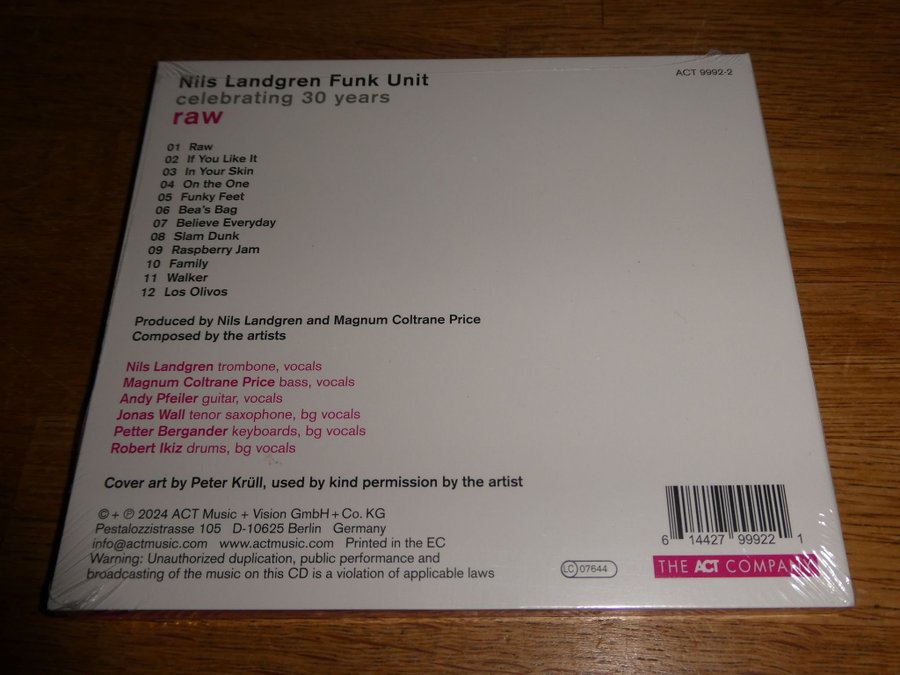 Nils Landgren Funk Unit
celebrating 30 years
raw
ACT 9992-2
01 Raw
02 If You Like It
03 In Your Skin
04 On the One
05 Funky Feet
06 Bea's Bag
07 Believe Everyday
08 Slam Dunk
09 Raspberry Jam
10 Family
11 Walker
12 Los Olivos
Produced by Nils Landgren and Magnum Coltrane Price
Composed by the artists
Nils Landgren trombone, vocals
Magnum Coltrane Price bass, vocals
Andy Pfeiler guitar, vocals
Jonas Wall tenor saxophone, bg vocals
Petter Bergander keyboards, bg vocals
Robert Ikiz drums, bg vocals
Cover art by Peter Krüll, used by kind permission by the artist
© + ℗ 2024 ACT Music + Vision GmbH + Co. KG
Pestalozzistrasse 105 D-10625 Berlin Germany
info@actmusic.com www.actmusic.com Printed in the EC
Warning: Unauthorized duplication, public performance and
broadcasting of the music on this CD is a violation of applicable laws
LC 07644
6 14427 99922 1
THE ACT COMPANY